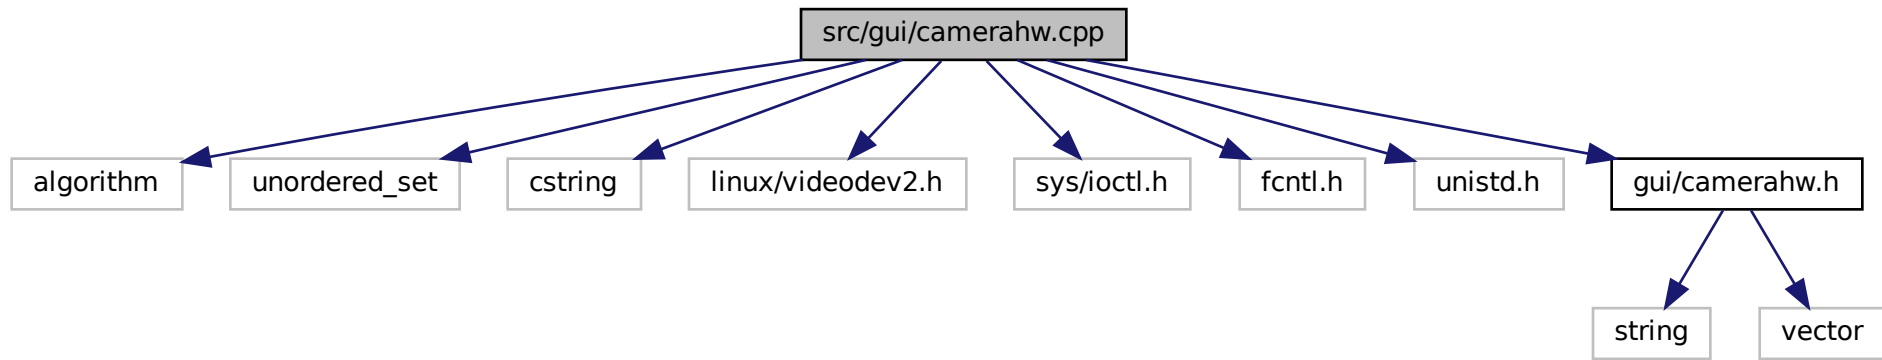 src/gui/camerahw.cpp
algorithm
unordered_set
cstring
linux/videodev2.h
sys/ioctl.h
fcntl.h
unistd.h
gui/camerahw.h
string
vector